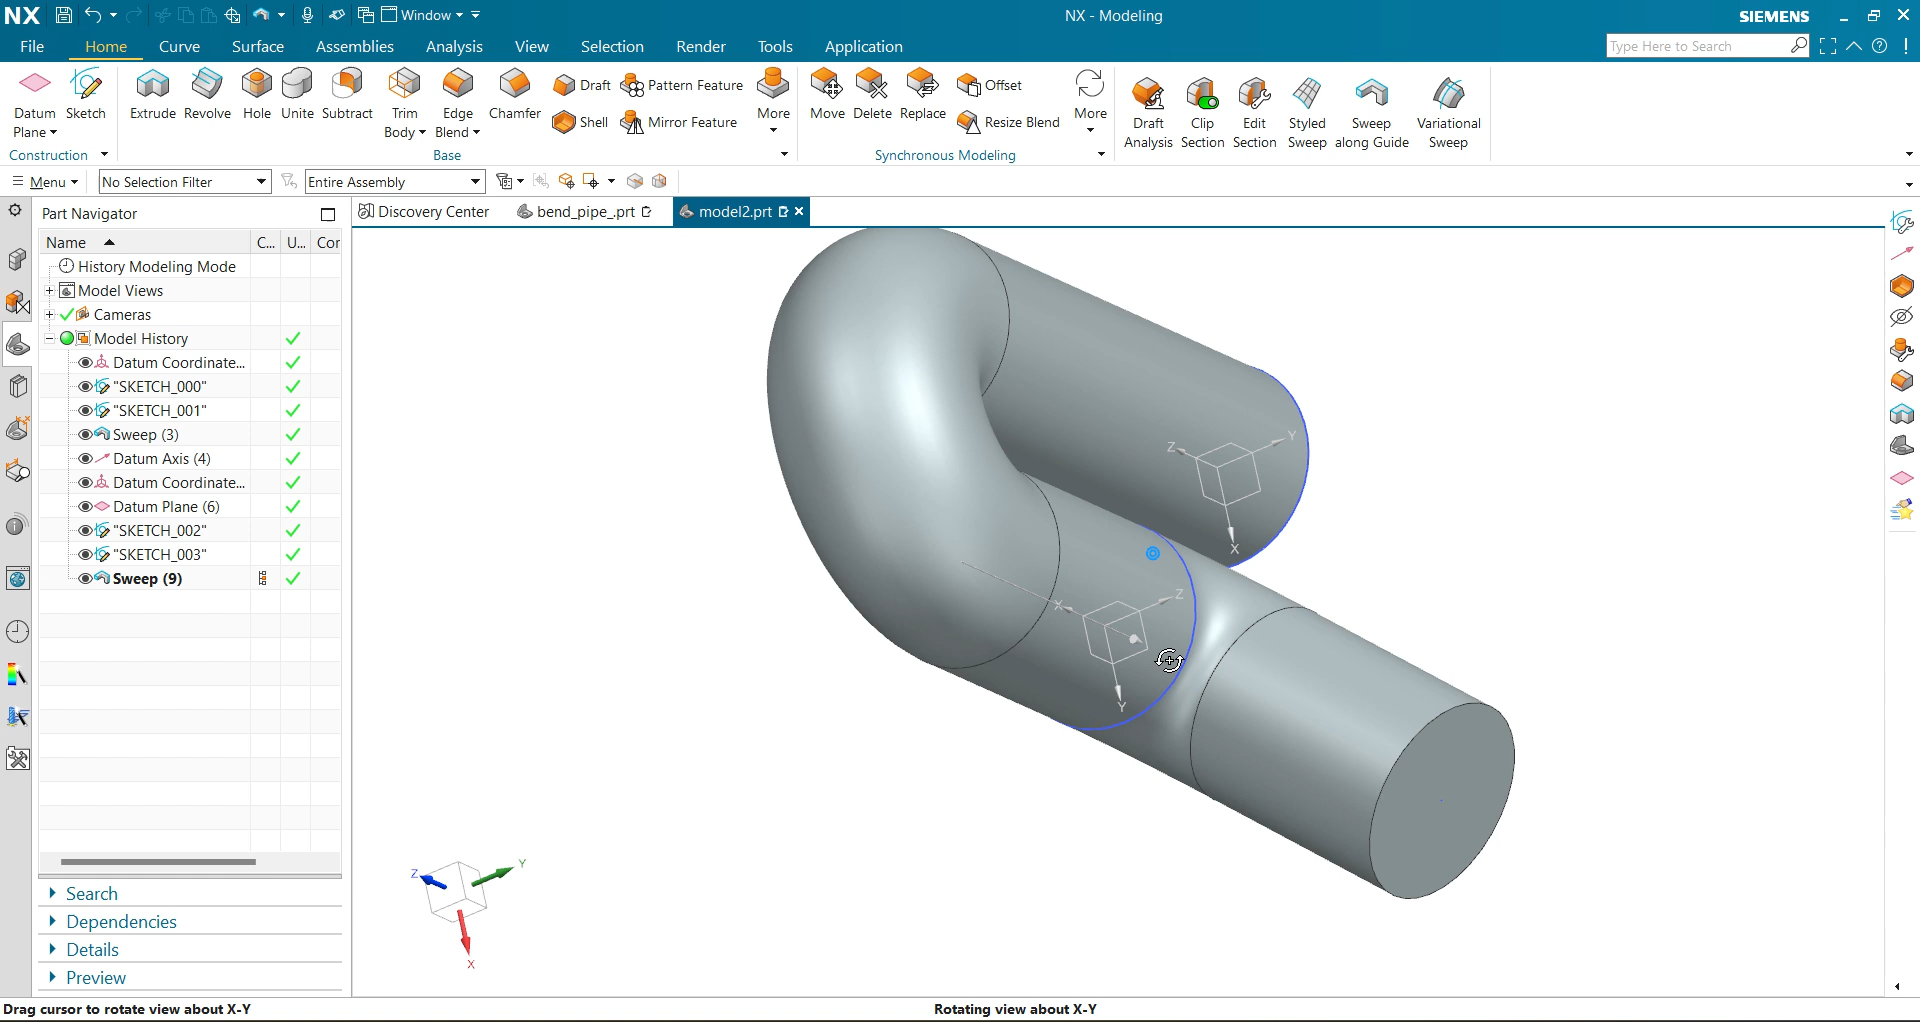 NX Window NX - Modeling SIEMENS
File Home Curve Surface Assemblies Analysis View Selection Render Tools Application Type Here to Search
Datum Plane Sketch Extrude Revolve Hole Unite Subtract Trim Body Edge Blend Chamfer Draft Shell Pattern Feature Mirror Feature More Move Delete Replace Offset Resize Blend More Draft Analysis Clip Section Edit Section Styled Sweep Sweep along Guide Variational Sweep
Construction Base Synchronous Modeling
Menu No Selection Filter Entire Assembly
Part Navigator Discovery Center bend_pipe_.prt model2.prt
Name C... U... Cor
History Modeling Mode
Model Views
Cameras
Model History
Datum Coordinate...
"SKETCH_000"
"SKETCH_001"
Sweep (3)
Datum Axis (4)
Datum Coordinate...
Datum Plane (6)
"SKETCH_002"
"SKETCH_003"
Sweep (9)
Z Y
X
X Z
Y
Z Y
X
Search
Dependencies
Details
Preview
Drag cursor to rotate view about X-Y Rotating view about X-Y